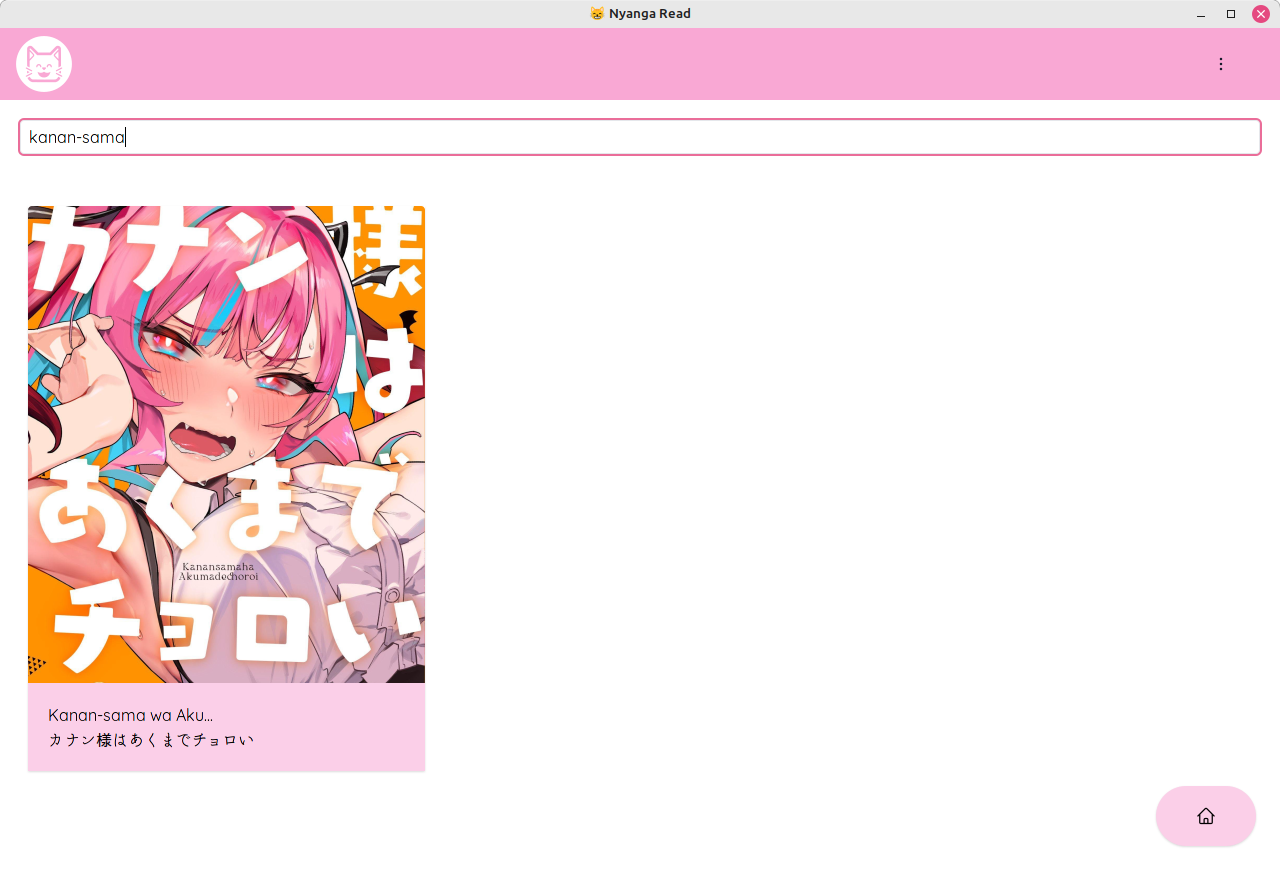 😸 Nyanga Read
kanan-sama
カナン様
は
あくまで
Kanansamaha
Akumadechoroi
チョロい
Kanan-sama wa Aku...
カナン様はあくまでチョロい